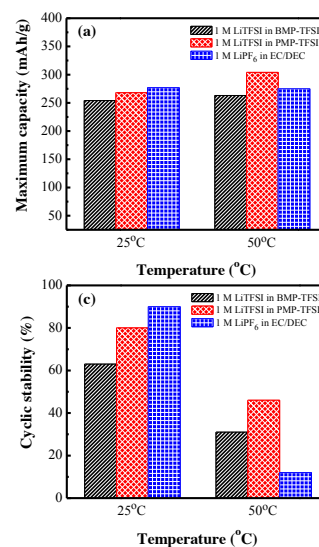 (a)
1 M LiTFSI in BMP-TFSI
1 M LiTFSI in PMP-TFSI
1 M LiPF6 in EC/DEC
Maximum capacity (mAh/g)
350
300
250
200
150
100
50
25°C
50°C
Temperature (°C)
(c)
1 M LiTFSI in BMP-TFSI
1 M LiTFSI in PMP-TFSI
1 M LiPF6 in EC/DEC
Cyclic stability (%)
100
80
60
40
20
0
25°C
50°C
Temperature (°C)